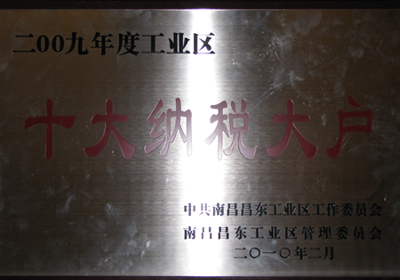 二00九年度工业区
十大纳税大户
中共南昌昌东工业区工作委员会
南昌昌东工业区管理委员会
二〇一〇年二月